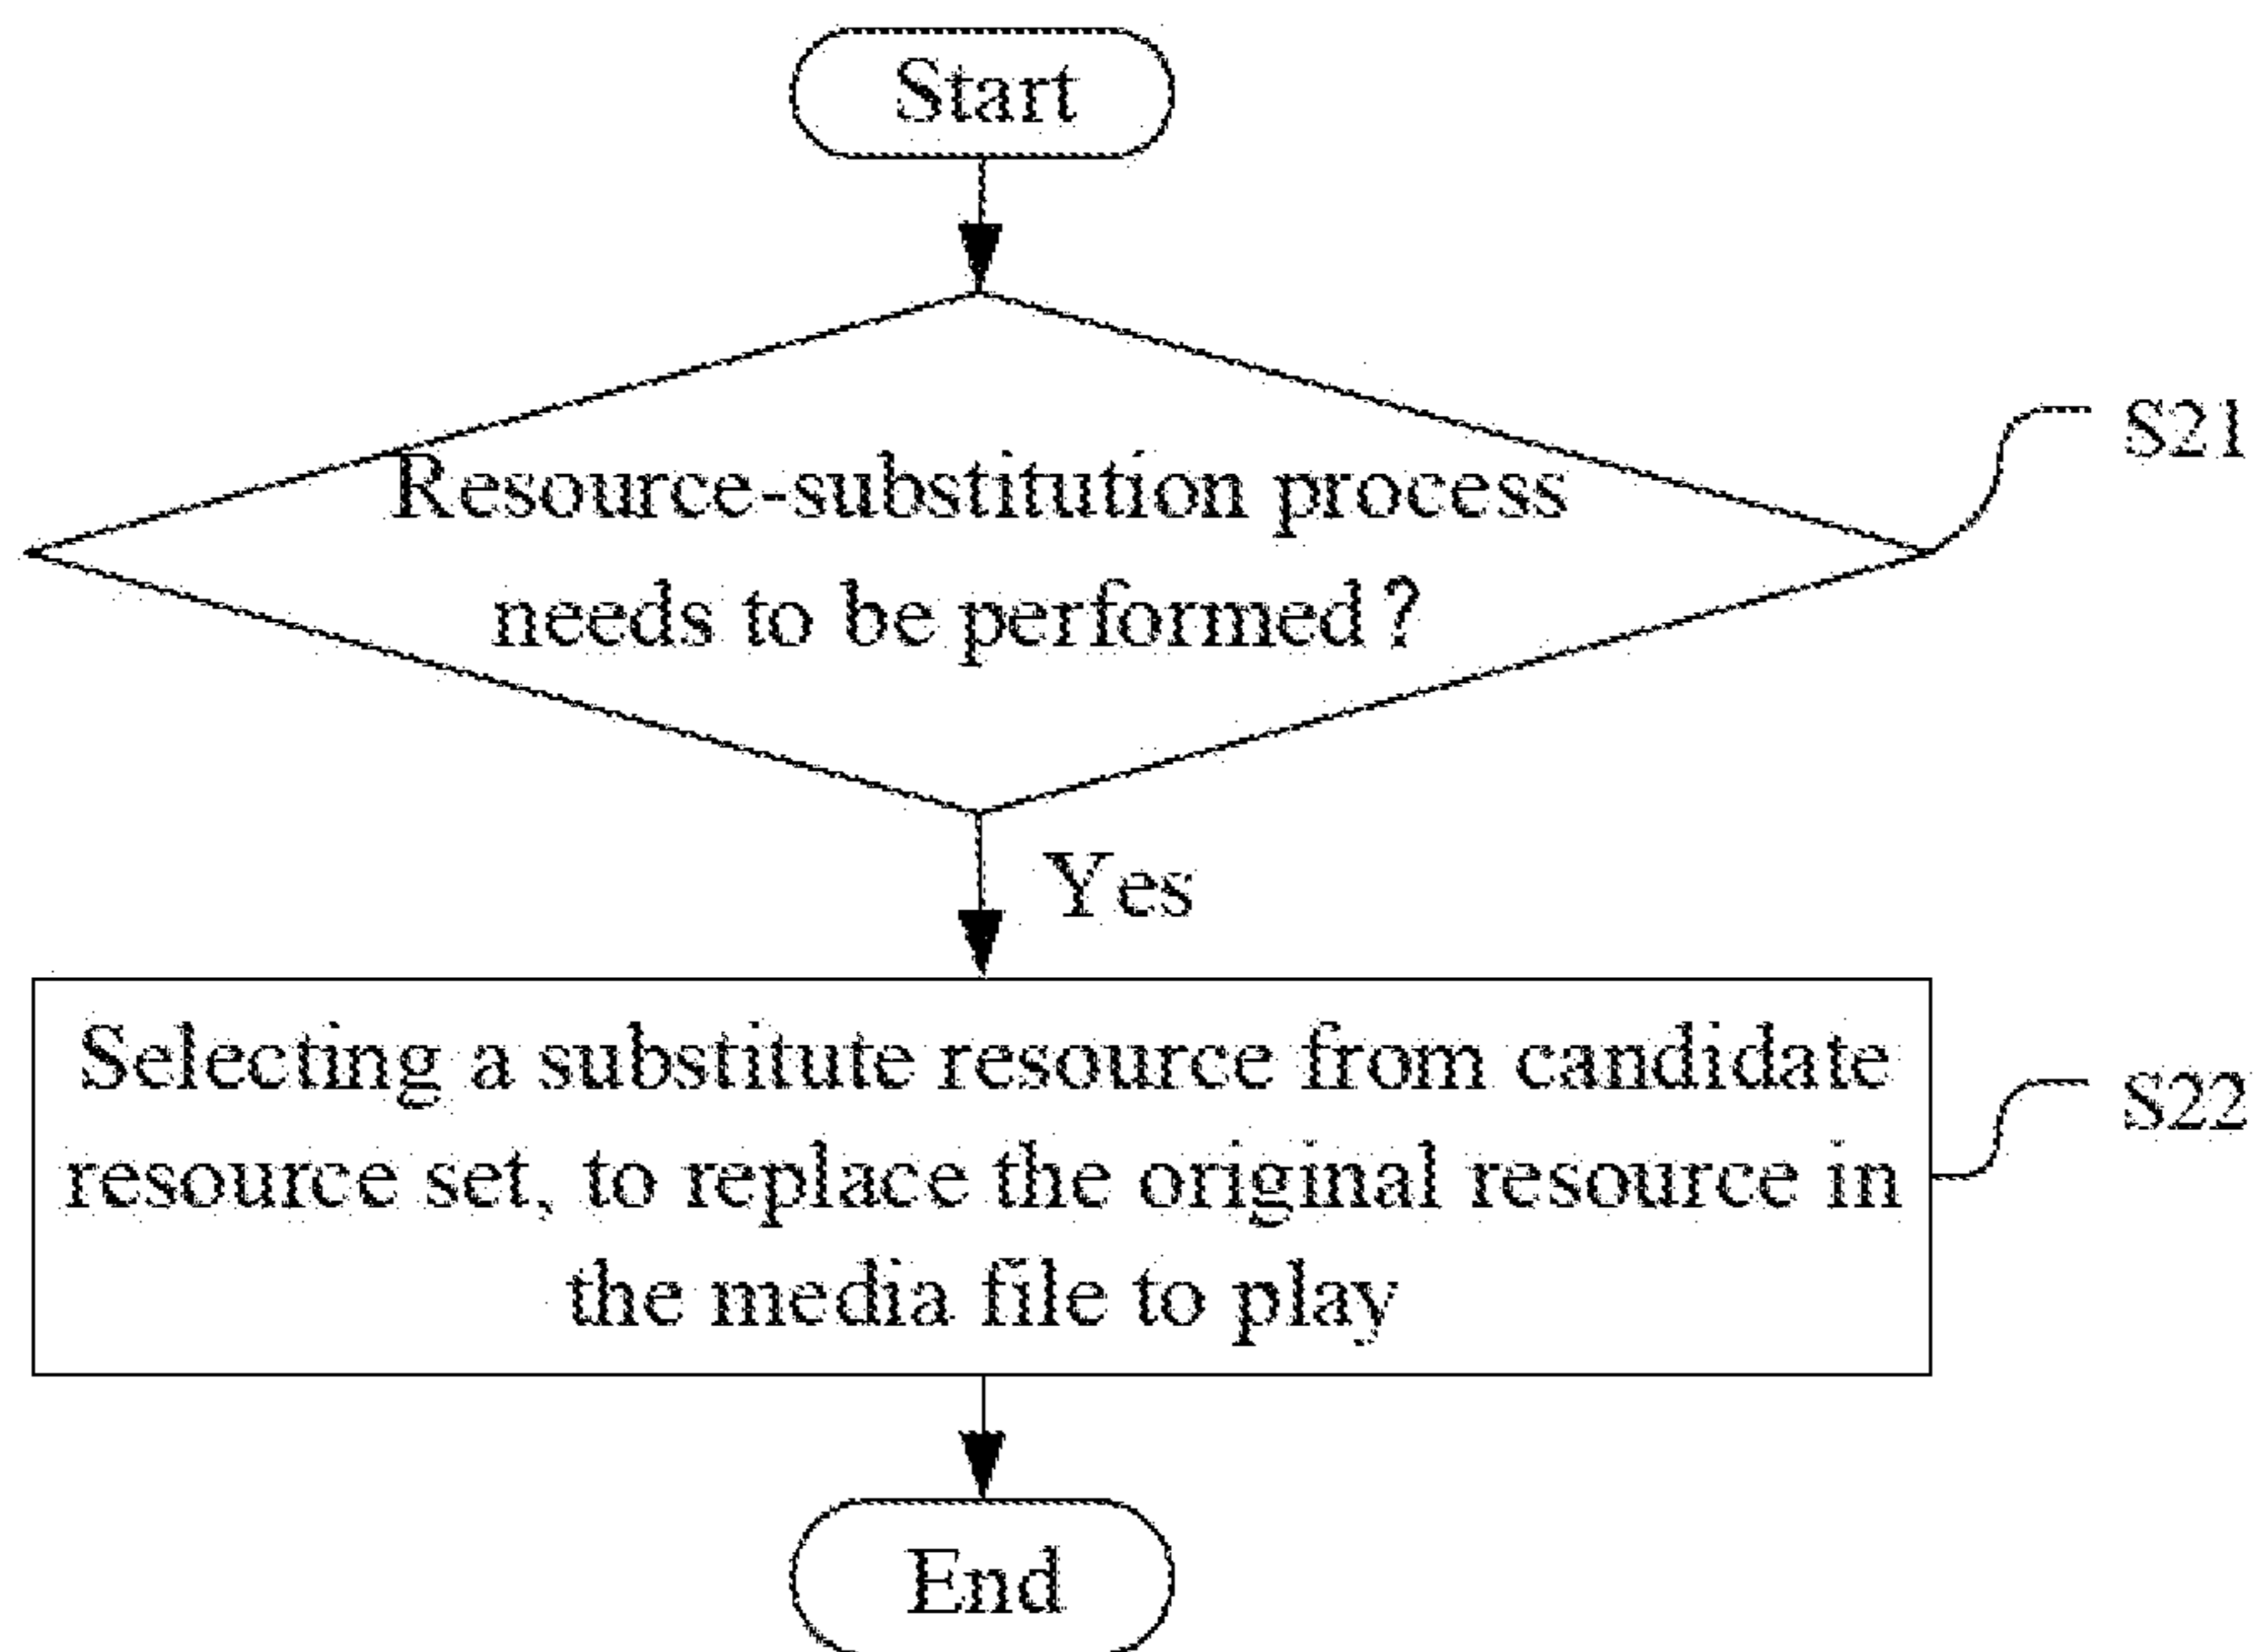 Start
Resource-substitution process
needs to be performed?
S21
Yes
Selecting a substitute resource from candidate
resource set, to replace the original resource in
the media file to play
S22
End